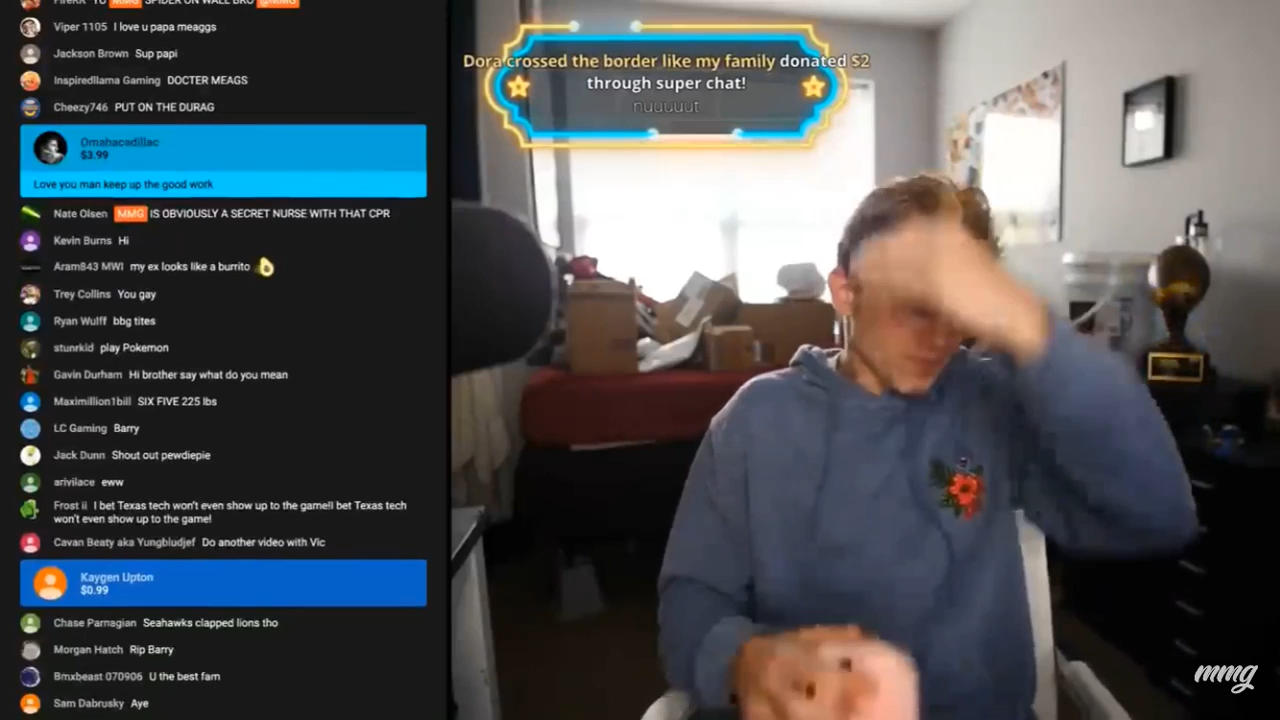 YO MMG SPIDER ON WALL BRO @MMG
Viper 1105 I love u papa meaggs
Jackson Brown Sup papi
Inspiredllama Gaming DOCTER MEAGS
Cheezy746 PUT ON THE DURAG
Omahacadillac
$3.99
Love you man keep up the good work
Nate Olsen MMG IS OBVIOUSLY A SECRET NURSE WITH THAT CPR
Kevin Burns Hi
Aram843 MWI my ex looks like a burrito
Trey Collins You gay
Ryan Wulff bbg tites
stunrkid play Pokemon
Gavin Durham Hi brother say what do you mean
Maximillion1bill SIX FIVE 225 lbs
LC Gaming Barry
Jack Dunn Shout out pewdiepie
arivilace eww
Frost ii I bet Texas tech won't even show up to the game!I bet Texas tech
won't even show up to the game!
Cavan Beaty aka Yungbludjef Do another video with Vic
Kaygen Upton
$0.99
Chase Parnagian Seahawks clapped lions tho
Morgan Hatch Rip Barry
Bmxbeast 070906 U the best fam
Sam Dabrusky Aye
Dora crossed the border like my family donated $2
through super chat!
nuuuuut
mmg